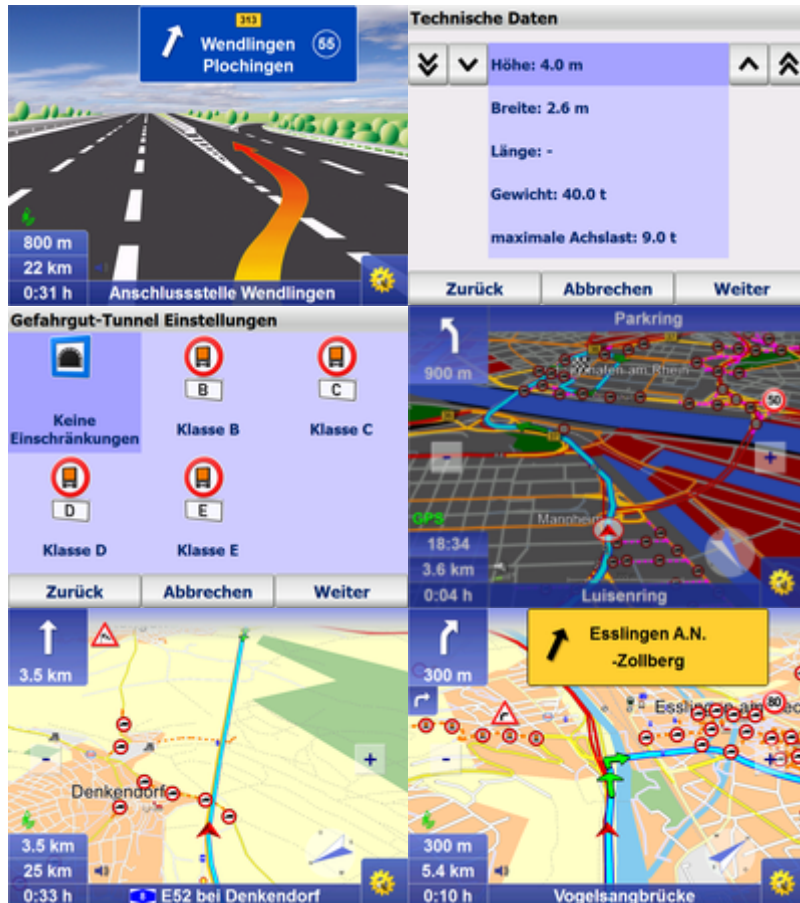 313
Wendlingen 55
Plochingen
800 m
22 km
0:31 h Anschlussstelle Wendlingen
Technische Daten
Höhe: 4.0 m
Breite: 2.6 m
Länge: -
Gewicht: 40.0 t
maximale Achslast: 9.0 t
Zurück Abbrechen Weiter
Gefahrgut-Tunnel Einstellungen
Keine
Einschränkungen
B
Klasse B
C
Klasse C
D
Klasse D
E
Klasse E
Zurück Abbrechen Weiter
Parkring
900 m
50
- +
GPS
Mannheim
18:34
3.6 km
0:04 h Luisenring
3.5 km
- +
Denkendorf
3.5 km
25 km
0:33 h E52 bei Denkendorf
Esslingen A.N.
-Zollberg
300 m
80
- +
300 m
5.4 km
0:10 h Vogelsangbrücke